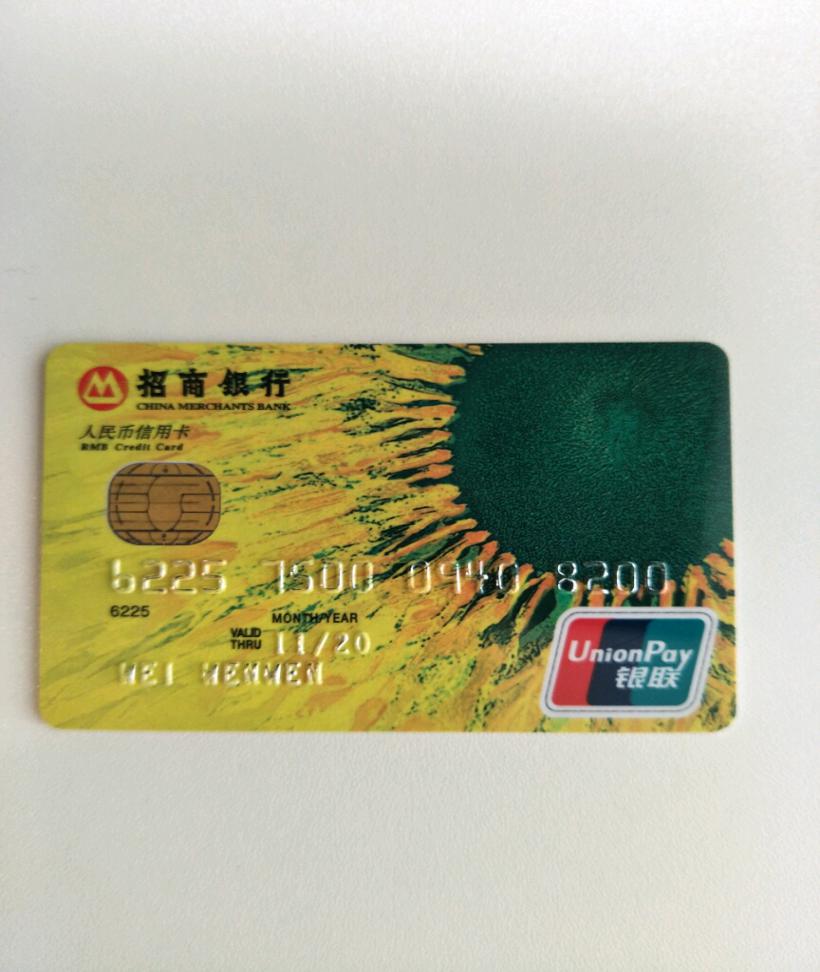 招商银行
CHINA MERCHANTS BANK
人民币信用卡
RMB Credit Card
6225 7500 0940 8200
6225
MONTH/YEAR
VALID THRU 11/20
WEI WENWEN
UnionPay
银联